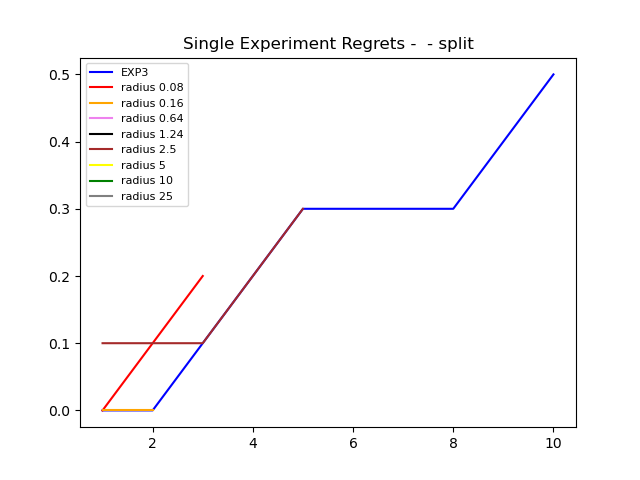 Single Experiment Regrets -  - split
EXP3
radius 0.08
radius 0.16
radius 0.64
radius 1.24
radius 2.5
radius 5
radius 10
radius 25
0.5
0.4
0.3
0.2
0.1
0.0
2 4 6 8 10